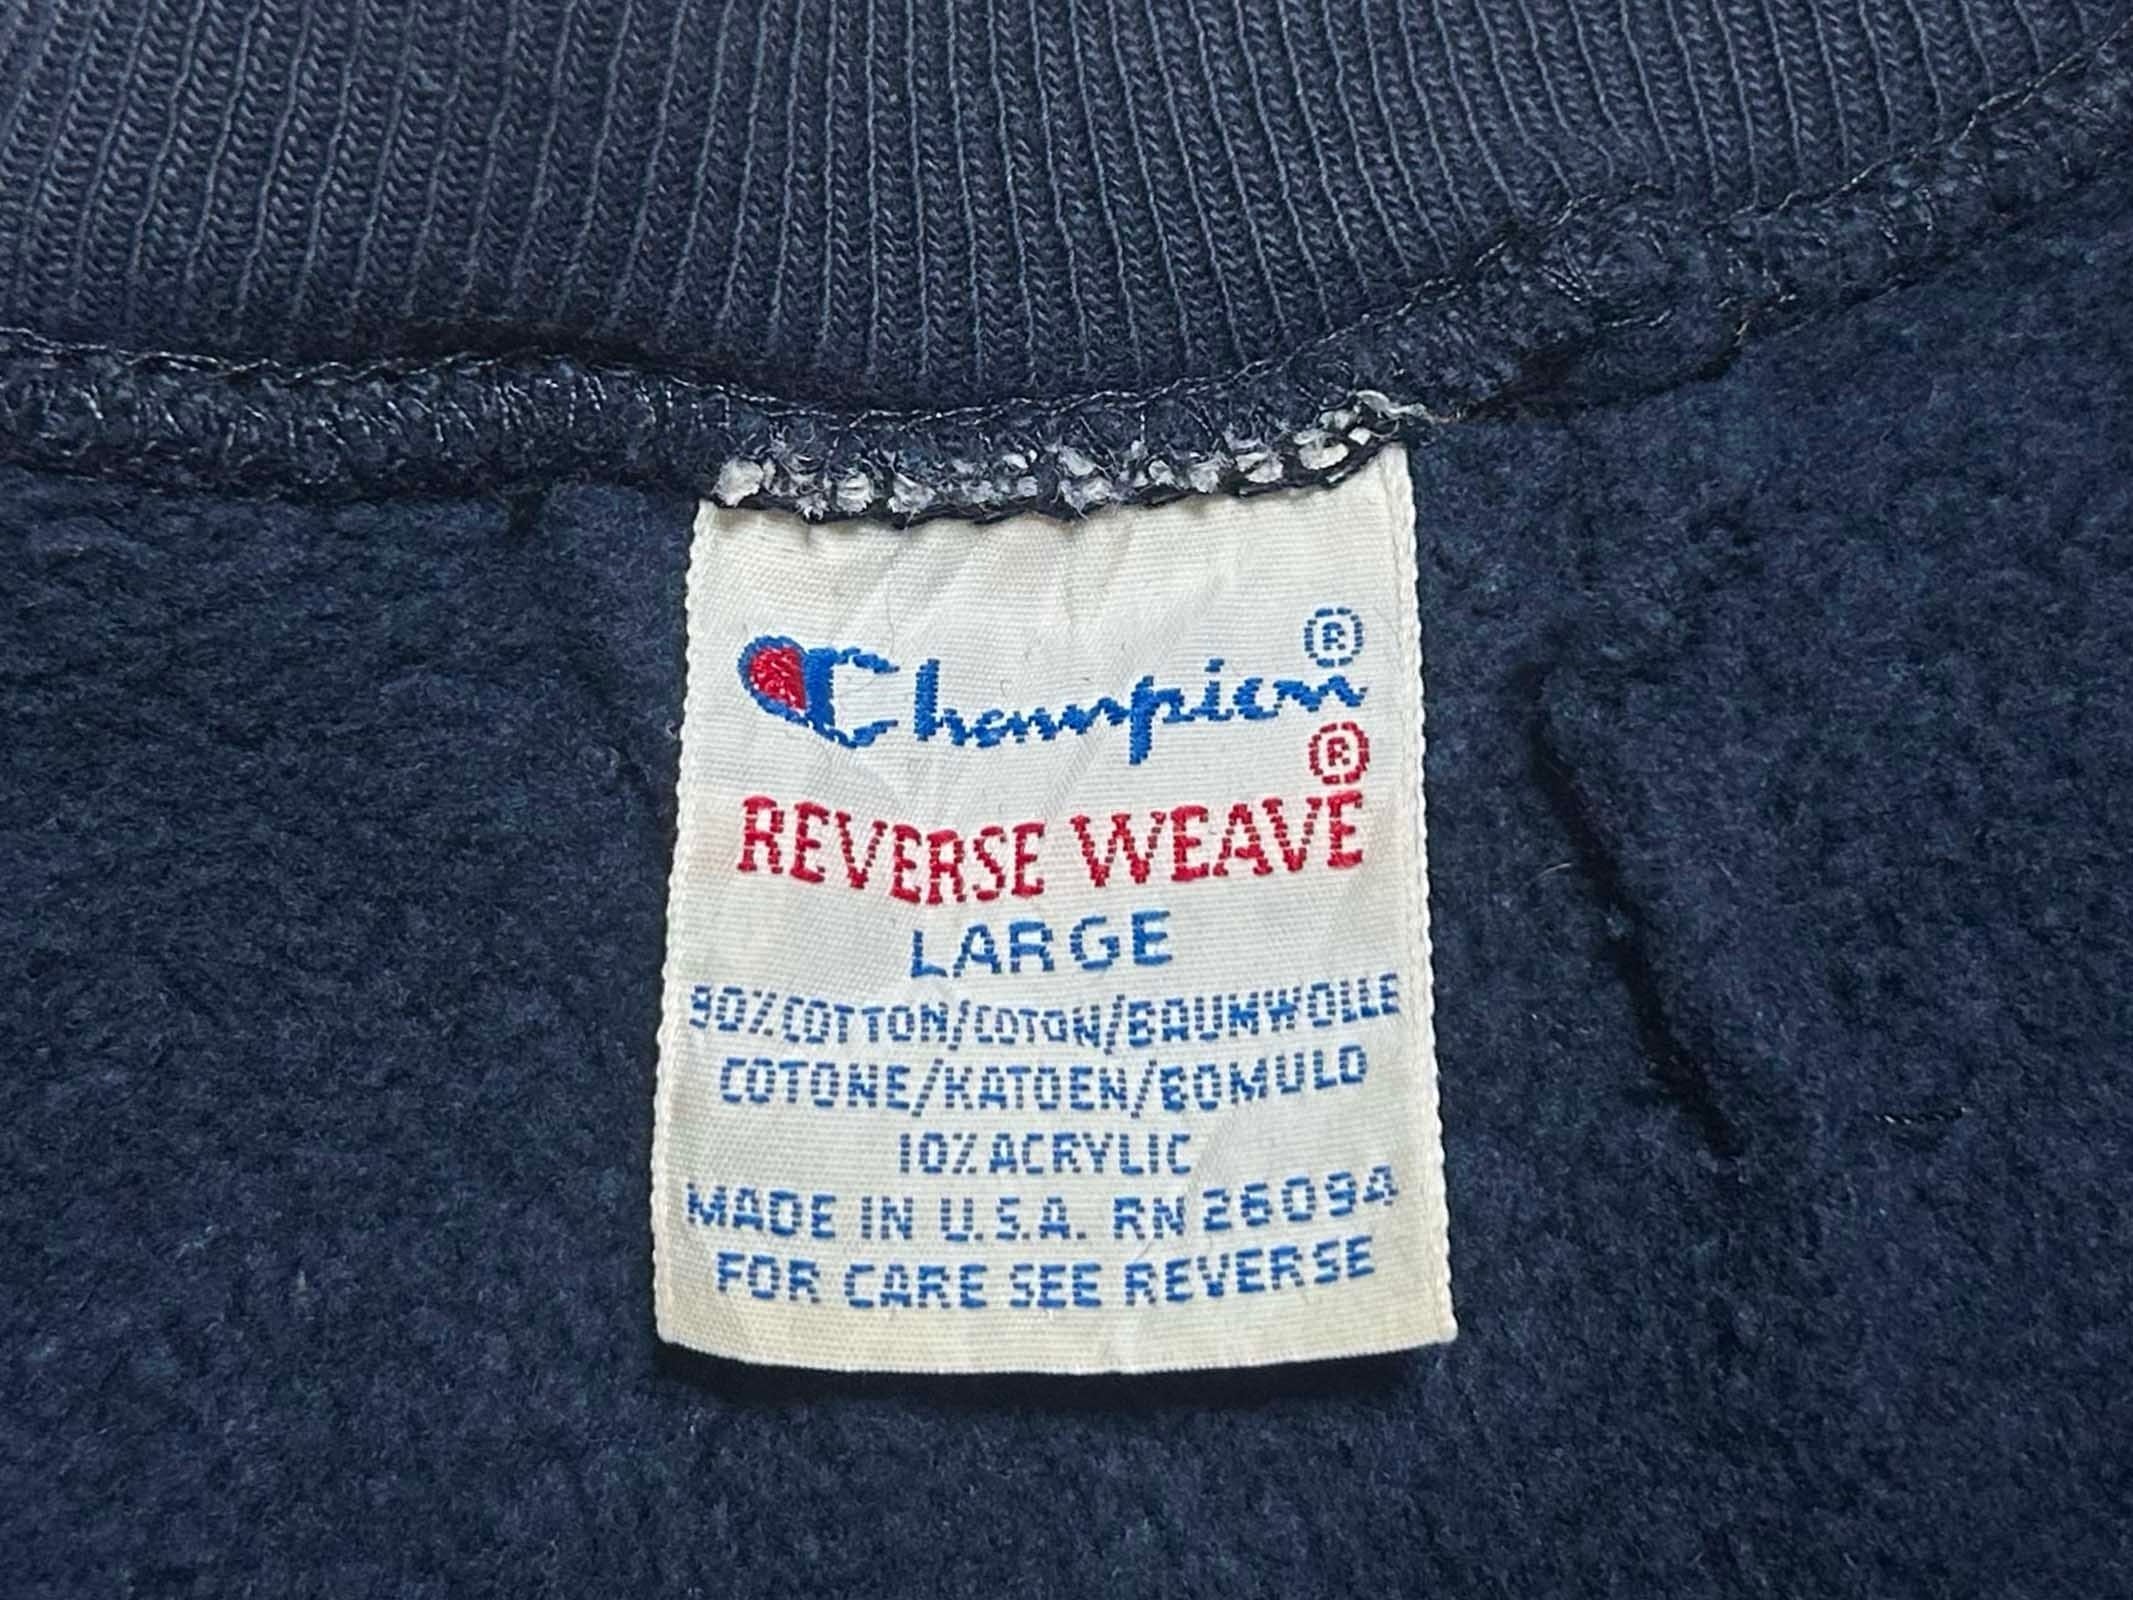 Champion®
REVERSE WEAVE®
LARGE
90% COTTON/COTON/BAUMWOLLE
COTONE/KATOEN/BOMULD
10% ACRYLIC
MADE IN U.S.A. RN 26094
FOR CARE SEE REVERSE